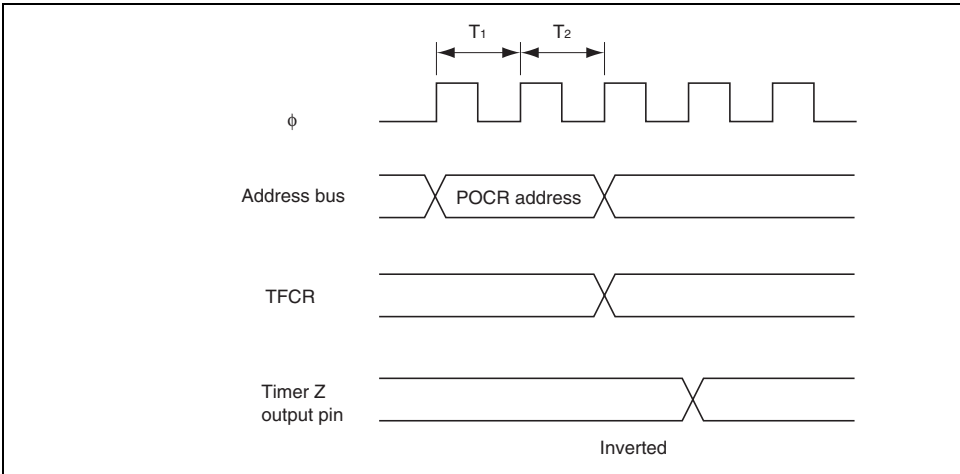 T1 T2
ϕ
Address bus
POCR address
TFCR
Timer Z
output pin
Inverted